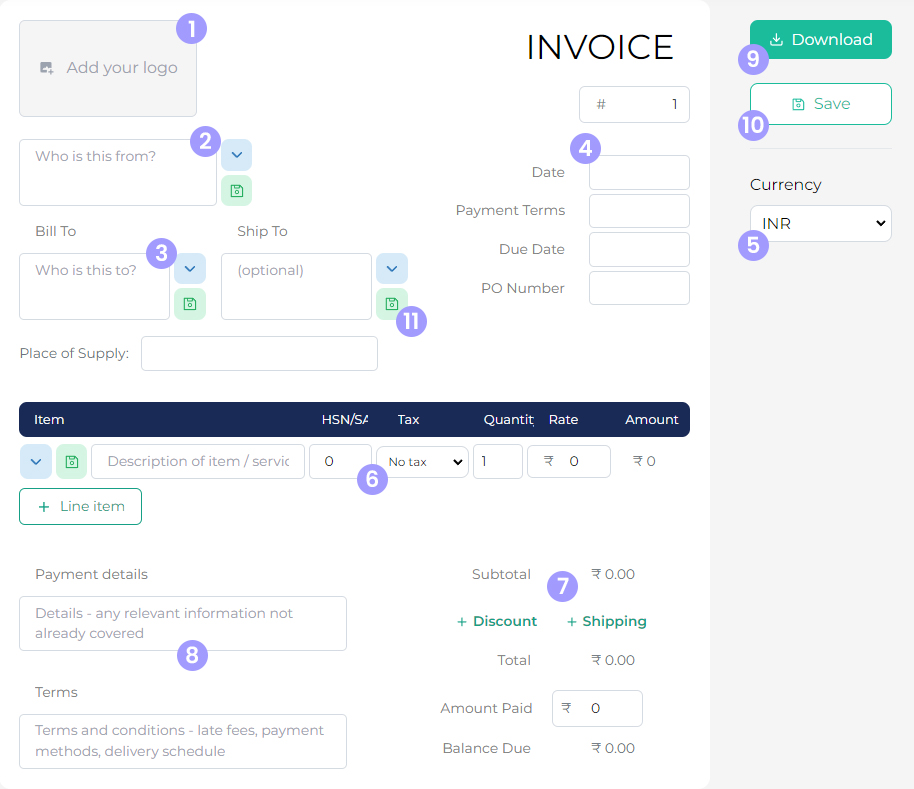 1
Add your logo
INVOICE
# 1
2
Who is this from?
4
Date
Payment Terms
Due Date
PO Number
Bill To
Ship To
3
Who is this to?
(optional)
11
Place of Supply:
Item HSN/SA Tax Quantit Rate Amount
Description of item / servic 0 No tax 1 ₹ 0 ₹ 0
6
+ Line item
Payment details
Details - any relevant information not
already covered
8
Terms
Terms and conditions - late fees, payment
methods, delivery schedule
Subtotal ₹ 0.00
7
+ Discount + Shipping
Total ₹ 0.00
Amount Paid ₹ 0
Balance Due ₹ 0.00
Download
9
Save
10
Currency
INR
5